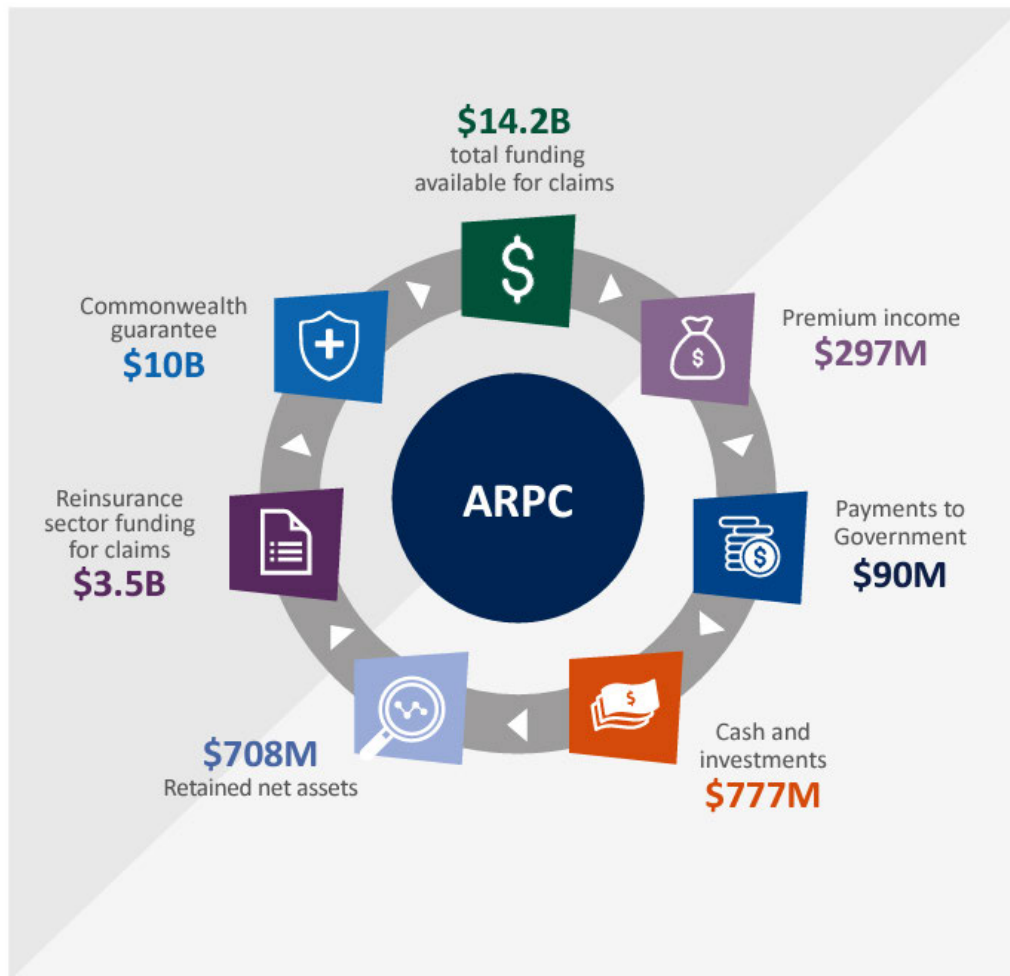 $14.2B
total funding
available for claims
$
Commonwealth
guarantee
$10B
Premium income
$297M
$
ARPC
Reinsurance
sector funding
for claims
$3.5B
Payments to
Government
$90M
$
$708M
Retained net assets
$
Cash and
investments
$777M